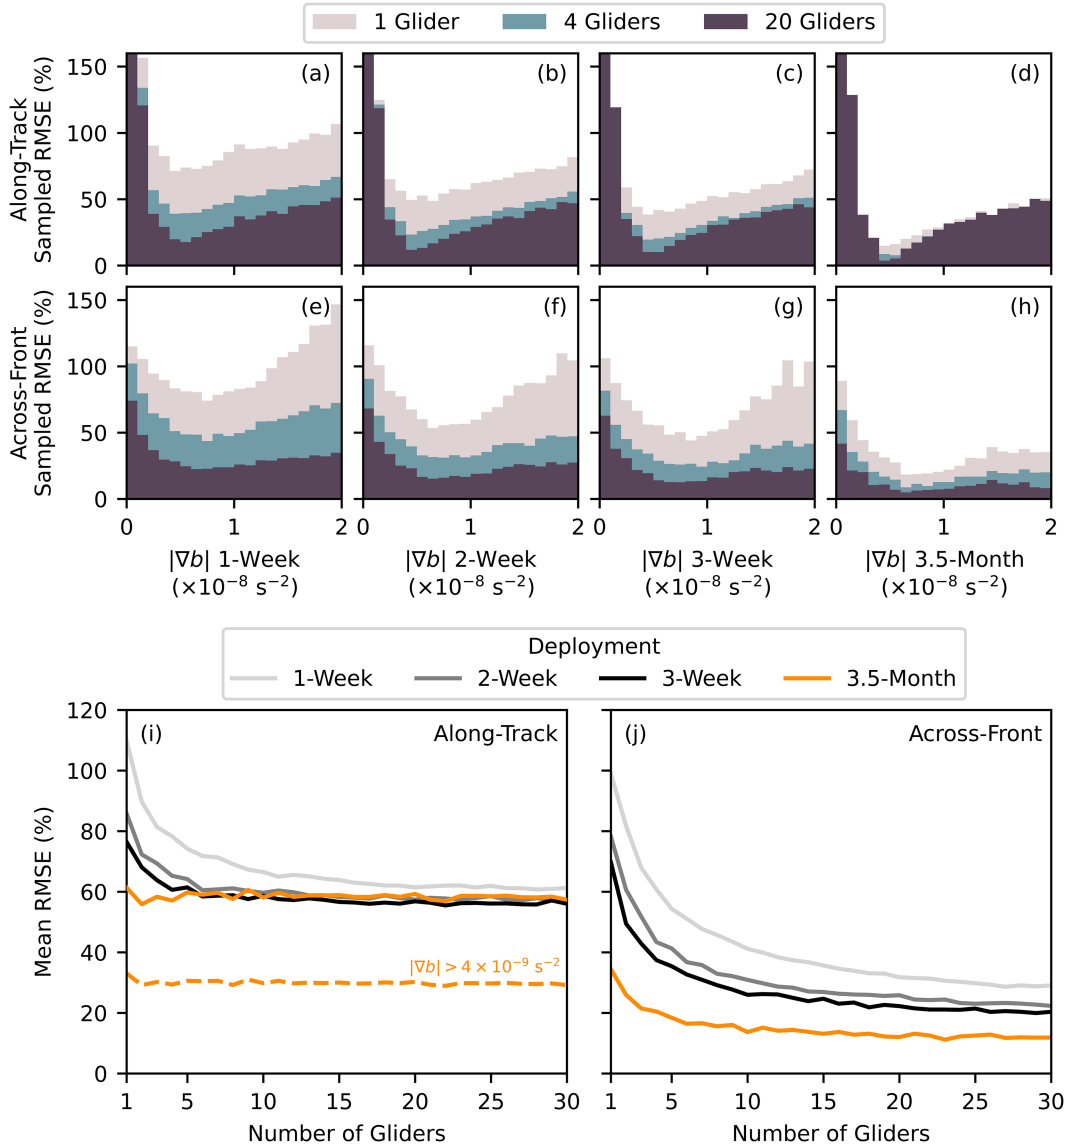 1 Glider 4 Gliders 20 Gliders
Along-Track
Sampled RMSE (%)
150
100
50
0
(a)
(b)
(c)
(d)
Across-Front
Sampled RMSE (%)
150
100
50
0
(e)
(f)
(g)
(h)
0 1 2
0 1 2
0 1 2
0 1 2
|∇b| 1-Week
(×10⁻⁸ s⁻²)
|∇b| 2-Week
(×10⁻⁸ s⁻²)
|∇b| 3-Week
(×10⁻⁸ s⁻²)
|∇b| 3.5-Month
(×10⁻⁸ s⁻²)
Deployment
1-Week 2-Week 3-Week 3.5-Month
Mean RMSE (%)
120
100
80
60
40
20
0
(i)
Along-Track
|∇b| > 4 × 10⁻⁹ s⁻²
1 5 10 15 20 25 30
Number of Gliders
(j)
Across-Front
1 5 10 15 20 25 30
Number of Gliders